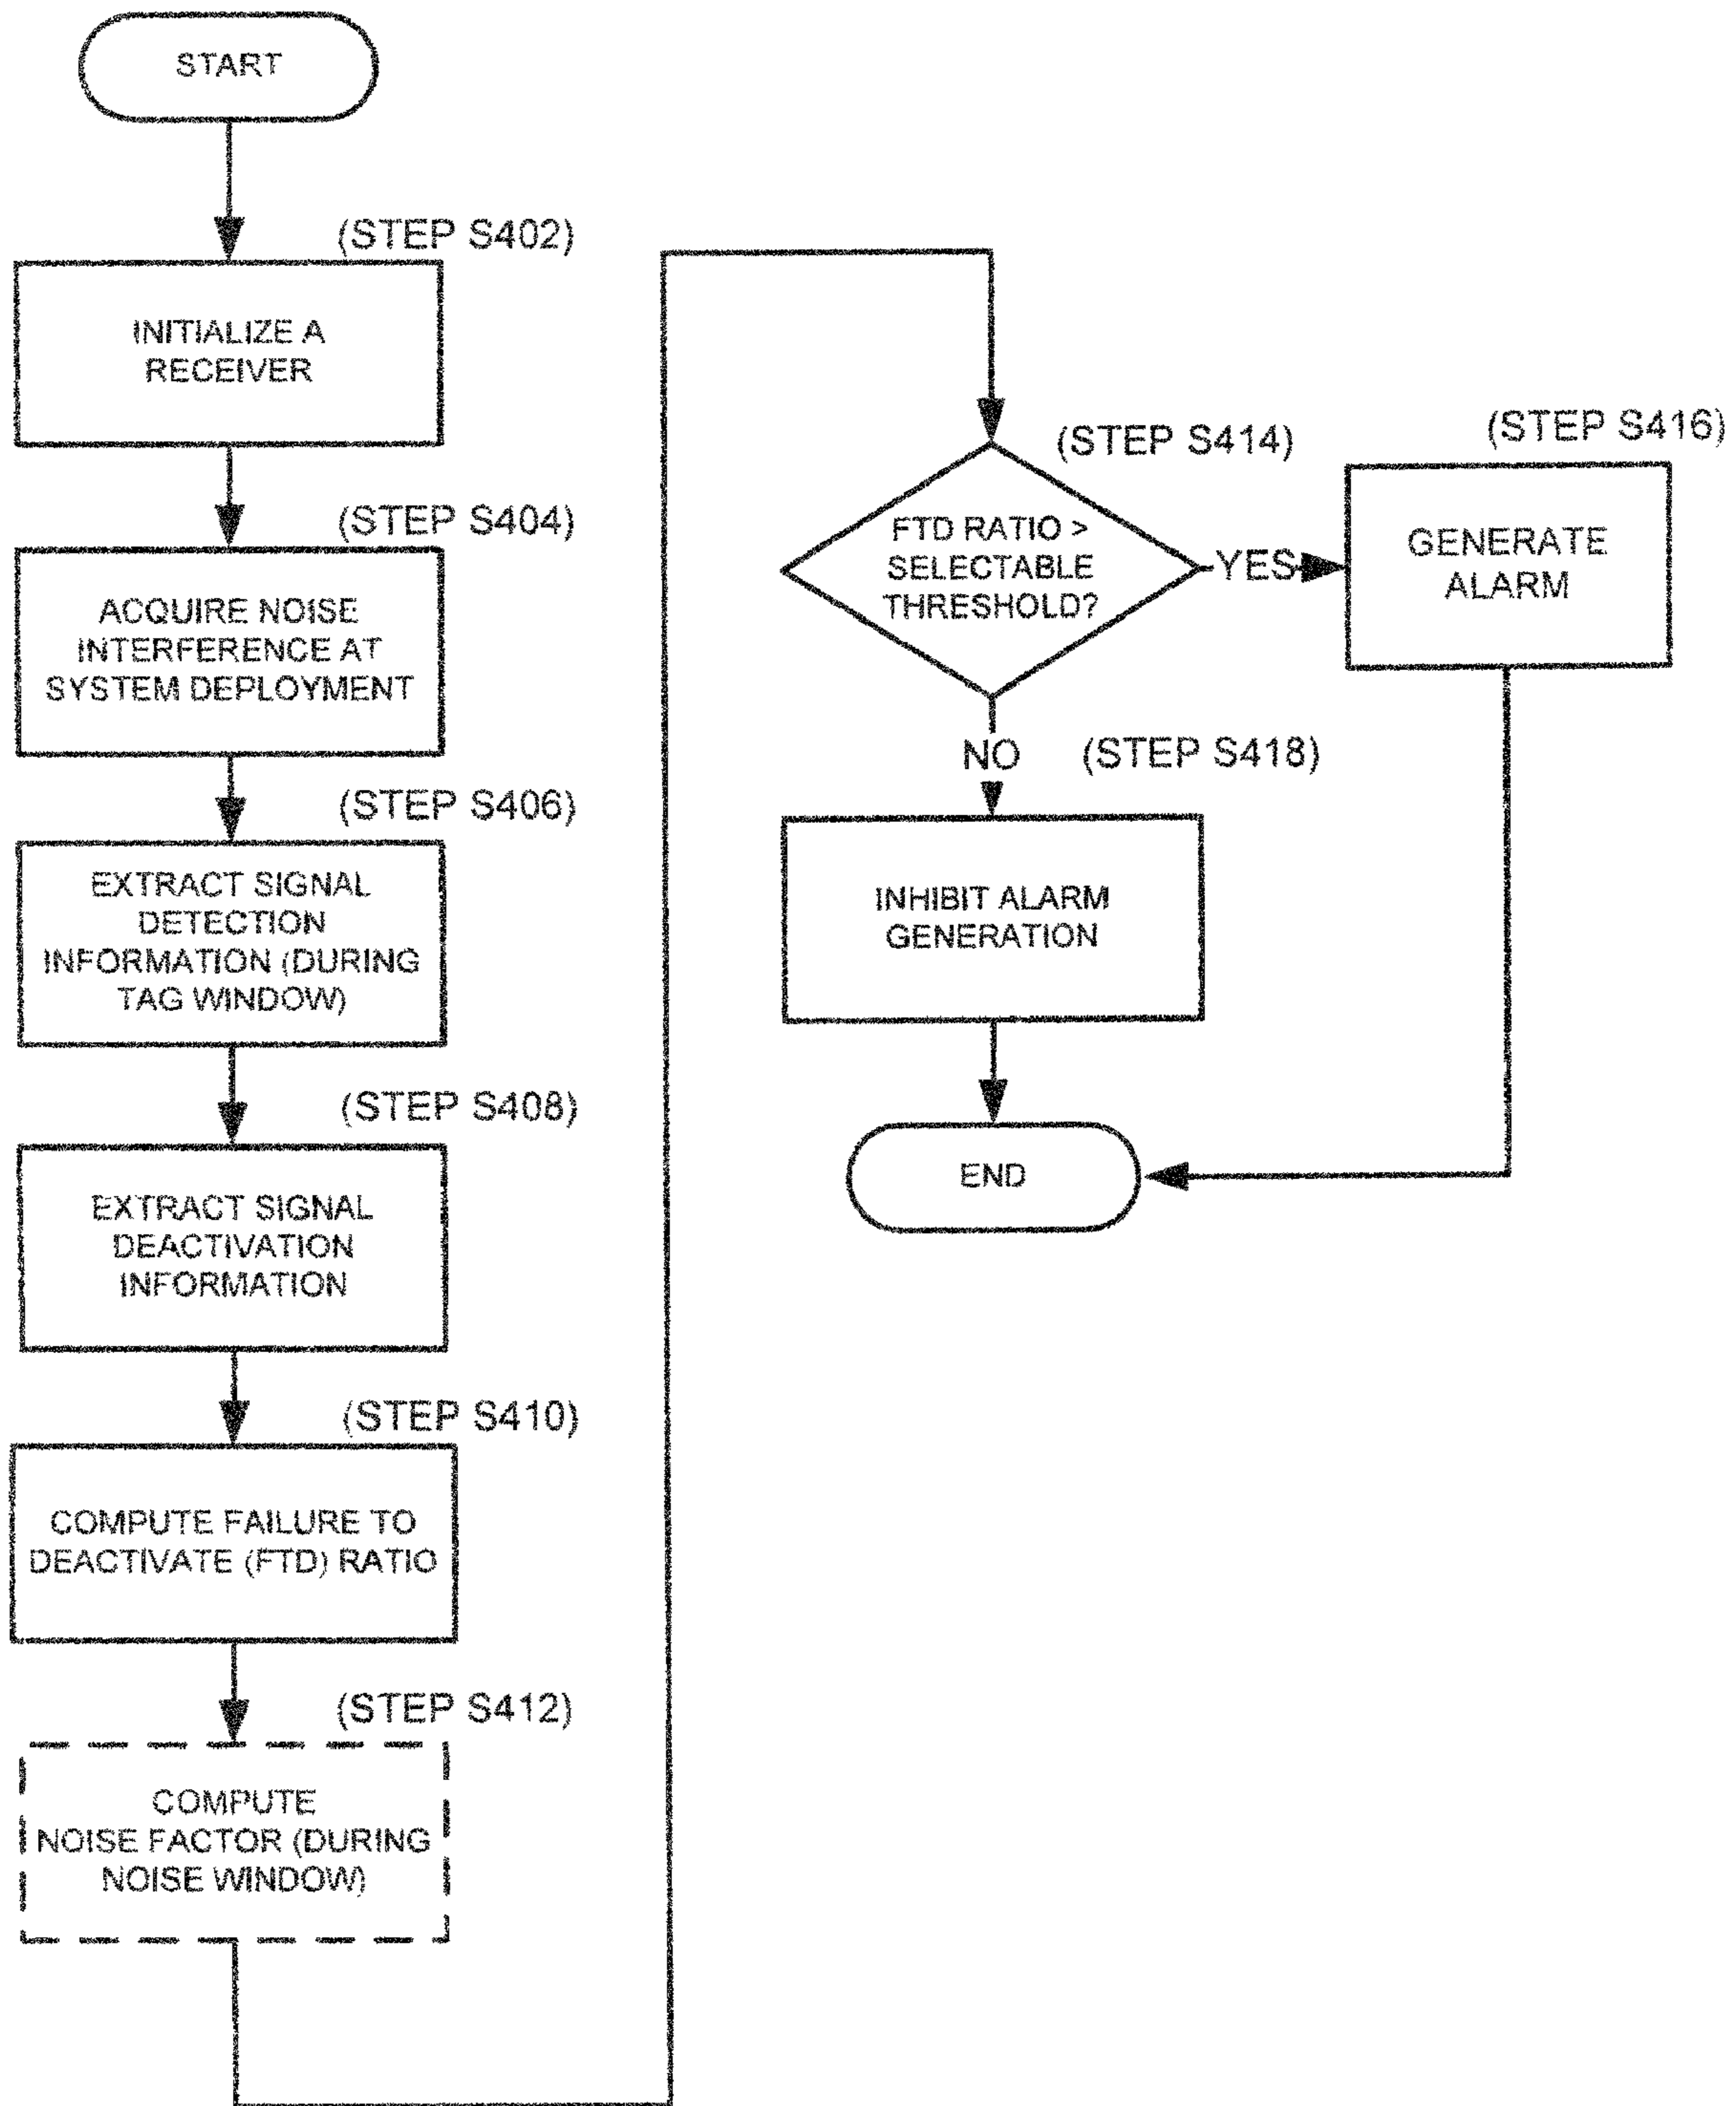 START
(STEP S402)
INITIALIZE A
RECEIVER
(STEP S404)
ACQUIRE NOISE
INTERFERENCE AT
SYSTEM DEPLOYMENT
(STEP S406)
EXTRACT SIGNAL
DETECTION
INFORMATION (DURING
TAG WINDOW)
(STEP S408)
EXTRACT SIGNAL
DEACTIVATION
INFORMATION
(STEP S410)
COMPUTE FAILURE TO
DEACTIVATE (FTD) RATIO
(STEP S412)
COMPUTE
NOISE FACTOR (DURING
NOISE WINDOW)
(STEP S414)
FTD RATIO >
SELECTABLE
THRESHOLD?
YES
(STEP S416)
GENERATE
ALARM
NO
(STEP S418)
INHIBIT ALARM
GENERATION
END